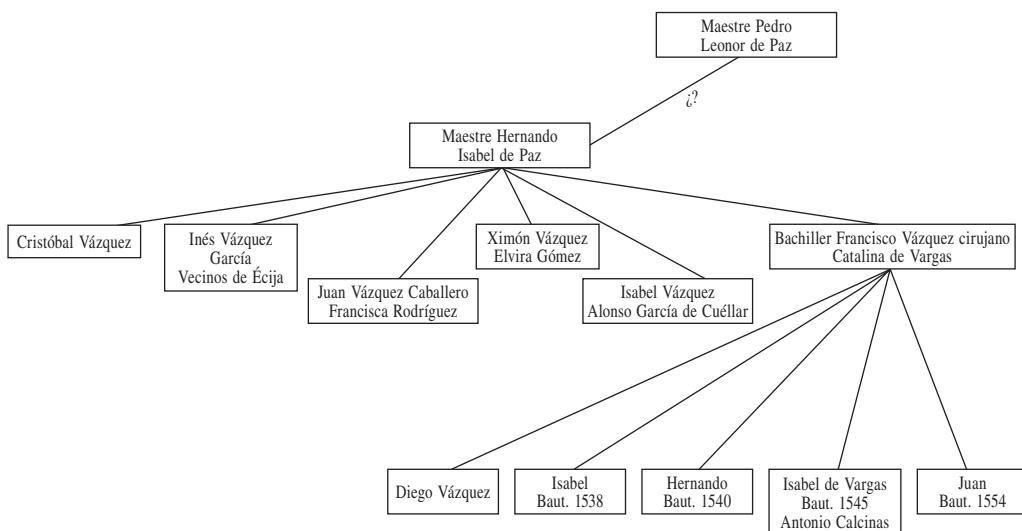 Maestre Pedro
Leonor de Paz
¿?
Maestre Hernando
Isabel de Paz
Cristóbal Vázquez
Inés Vázquez
García
Vecinos de Écija
Juan Vázquez Caballero
Francisca Rodríguez
Ximón Vázquez
Elvira Gómez
Isabel Vázquez
Alonso García de Cuéllar
Bachiller Francisco Vázquez cirujano
Catalina de Vargas
Diego Vázquez
Isabel
Baut. 1538
Hernando
Baut. 1540
Isabel de Vargas
Baut. 1545
Antonio Calcinas
Juan
Baut. 1554